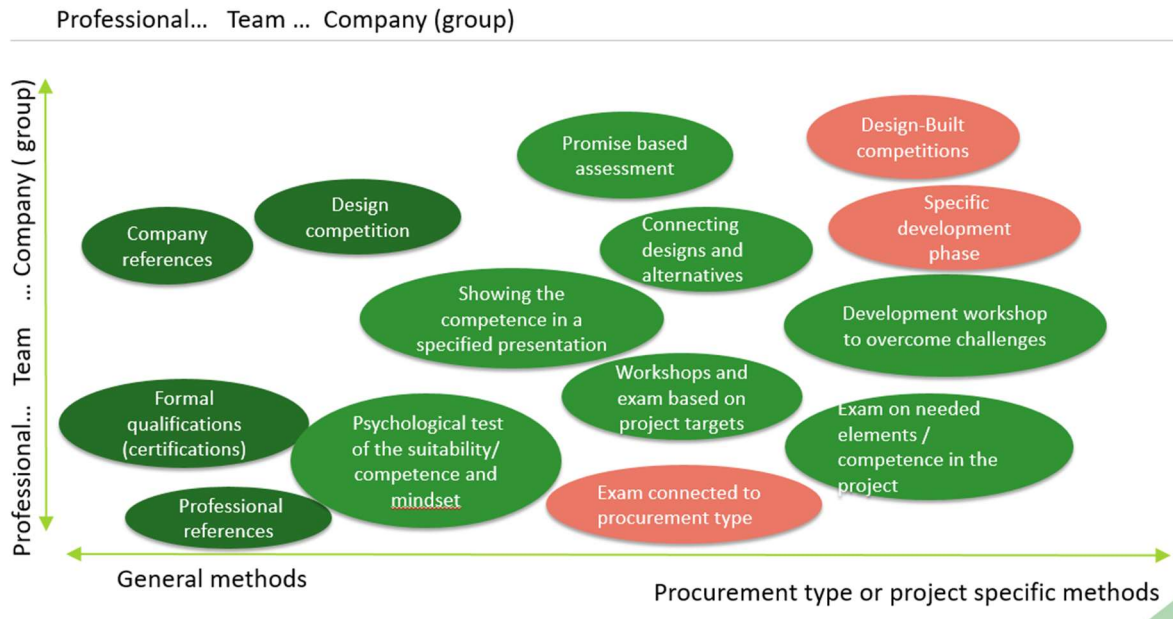 Professional... Team ... Company (group)
Professional... Team ... Company ( group)
Design-Built
competitions
Promise based
assessment
Design
competition
Specific
development
phase
Company
references
Connecting
designs and
alternatives
Showing the
competence in a
specified presentation
Development workshop
to overcome challenges
Workshops and
exam based on
project targets
Formal
qualifications
(certifications)
Psychological test
of the suitability/
competence and
mindset
Exam on needed
elements /
competence in the
project
Professional
references
Exam connected to
procurement type
General methods
Procurement type or project specific methods